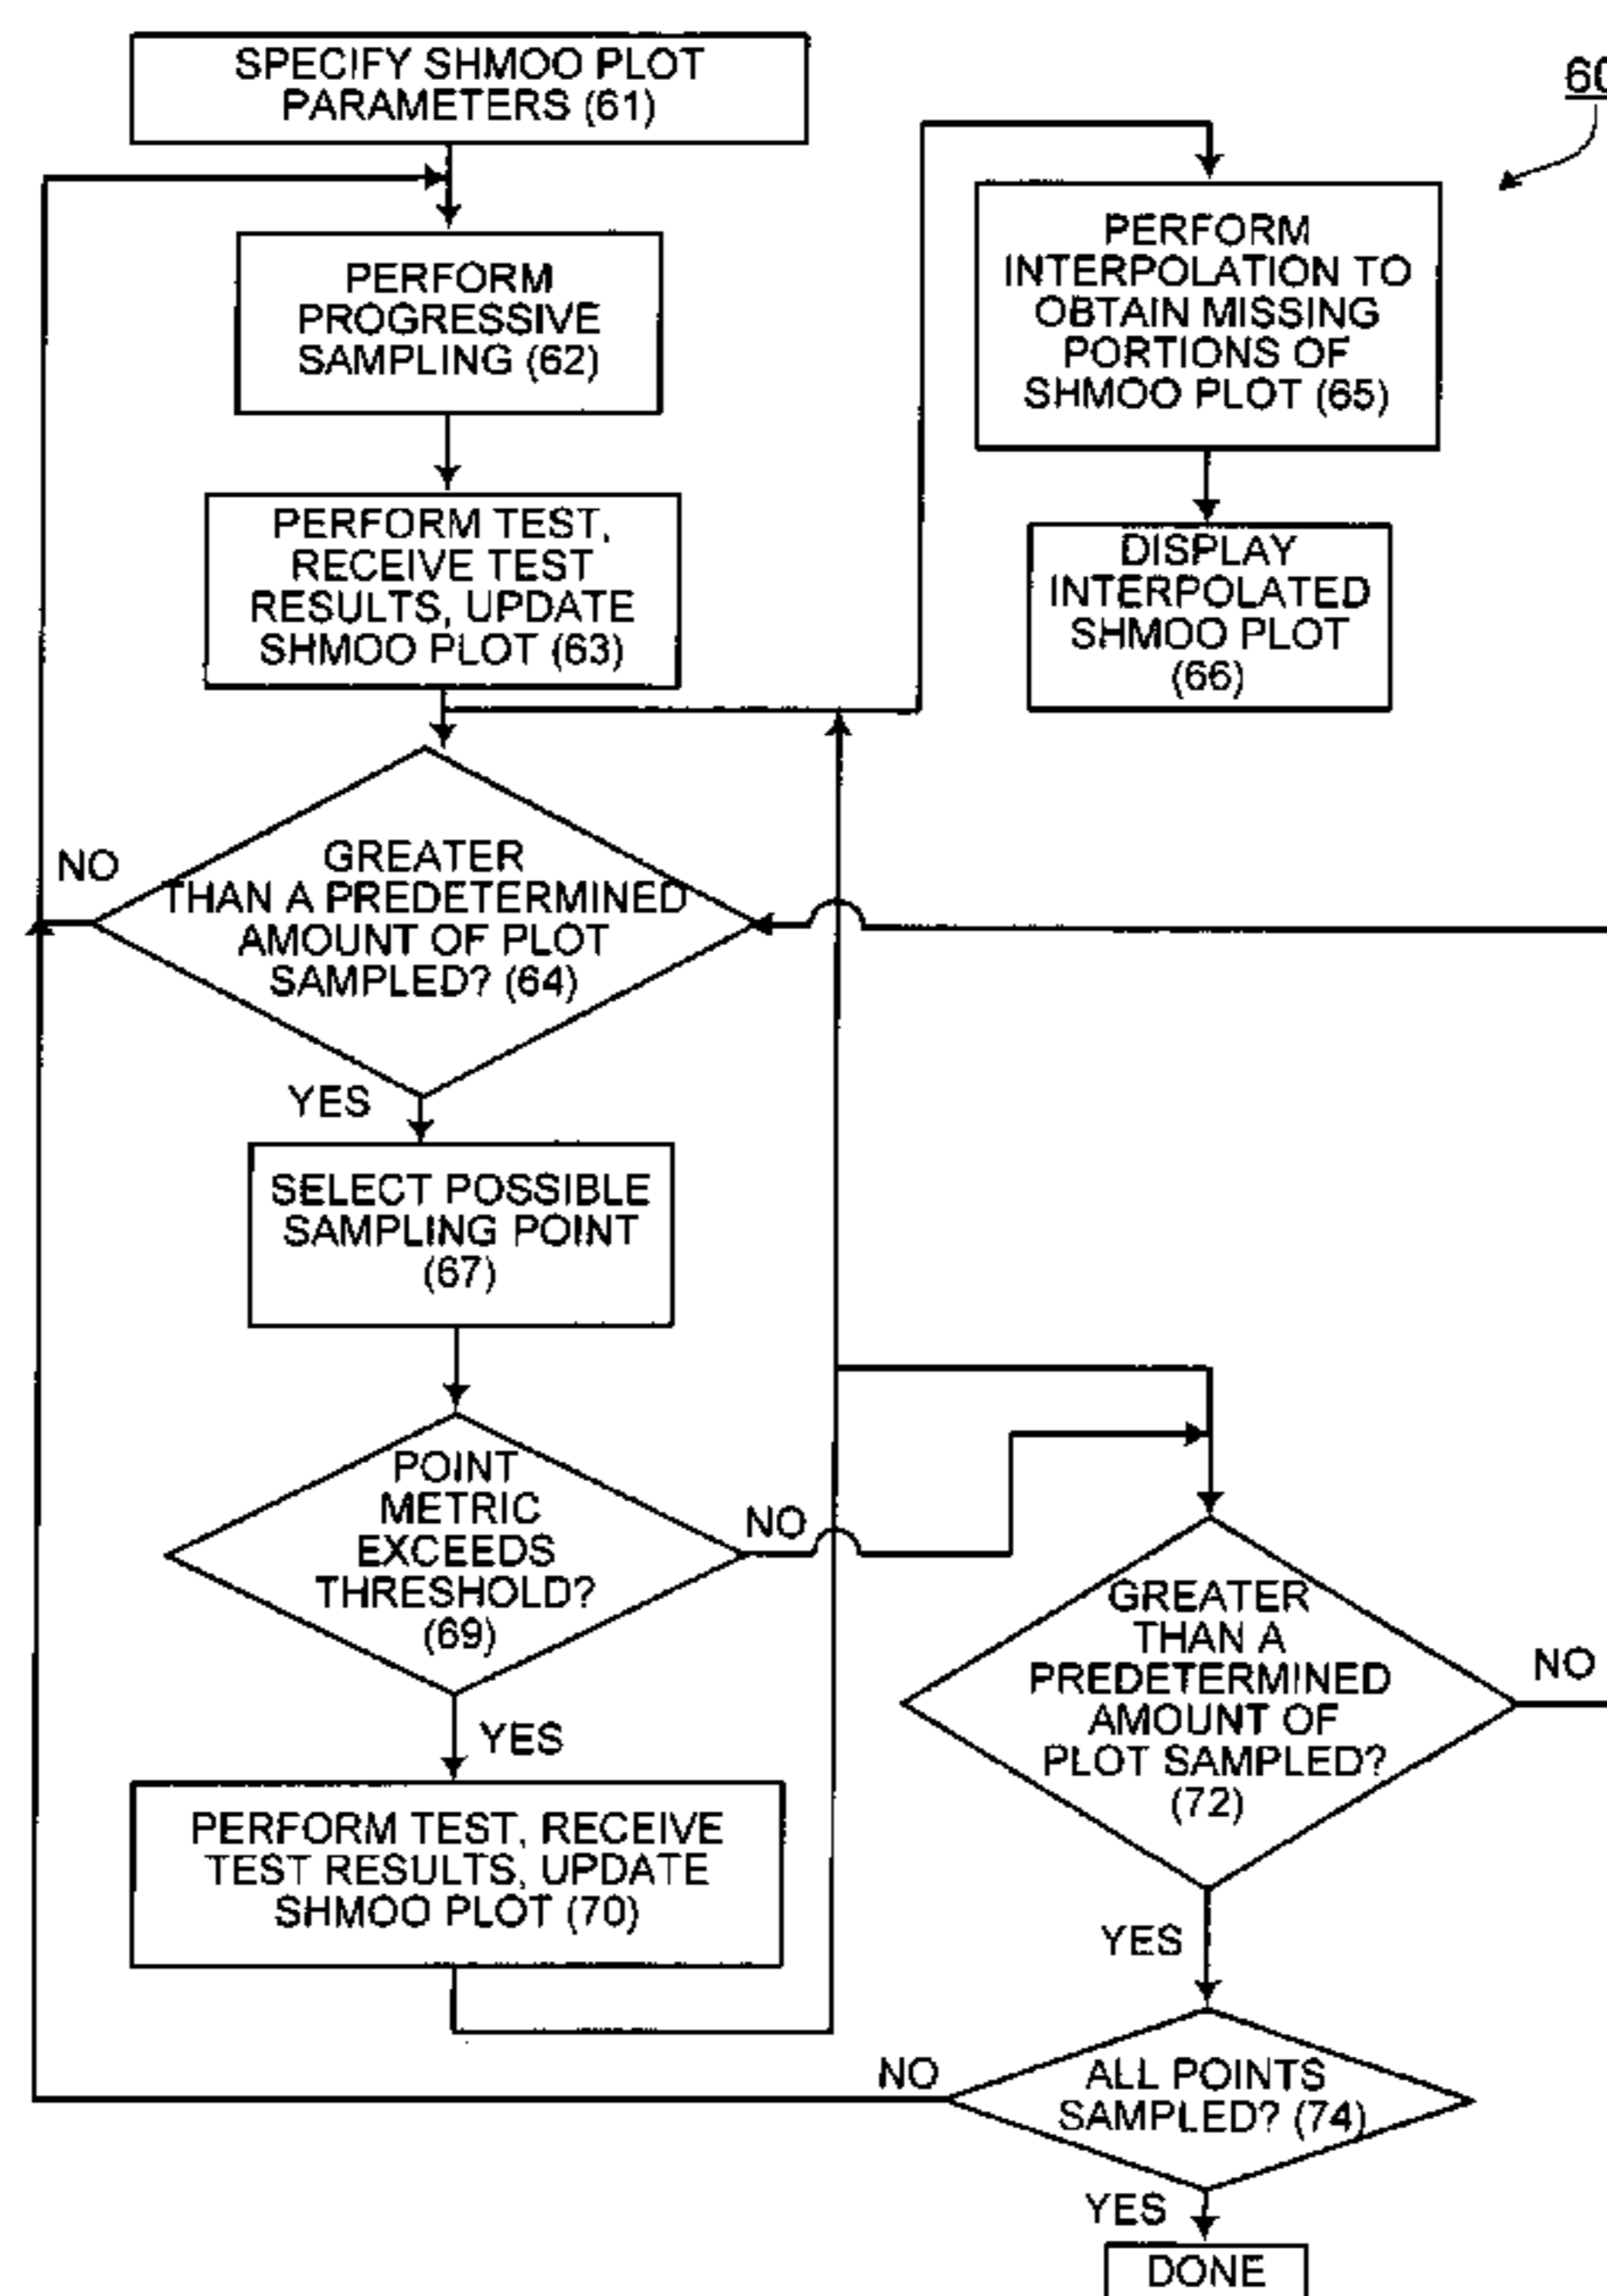 SPECIFY SHMOO PLOT
PARAMETERS (61)
60
PERFORM
PROGRESSIVE
SAMPLING (62)
PERFORM
INTERPOLATION TO
OBTAIN MISSING
PORTIONS OF
SHMOO PLOT (65)
PERFORM TEST,
RECEIVE TEST
RESULTS, UPDATE
SHMOO PLOT (63)
DISPLAY
INTERPOLATED
SHMOO PLOT
(66)
NO
GREATER
THAN A PREDETERMINED
AMOUNT OF PLOT
SAMPLED? (64)
YES
SELECT POSSIBLE
SAMPLING POINT
(67)
POINT
METRIC
EXCEEDS
THRESHOLD?
(69)
NO
YES
GREATER
THAN A
PREDETERMINED
AMOUNT OF
PLOT SAMPLED?
(72)
NO
PERFORM TEST, RECEIVE
TEST RESULTS, UPDATE
SHMOO PLOT (70)
YES
NO
ALL POINTS
SAMPLED? (74)
YES
DONE